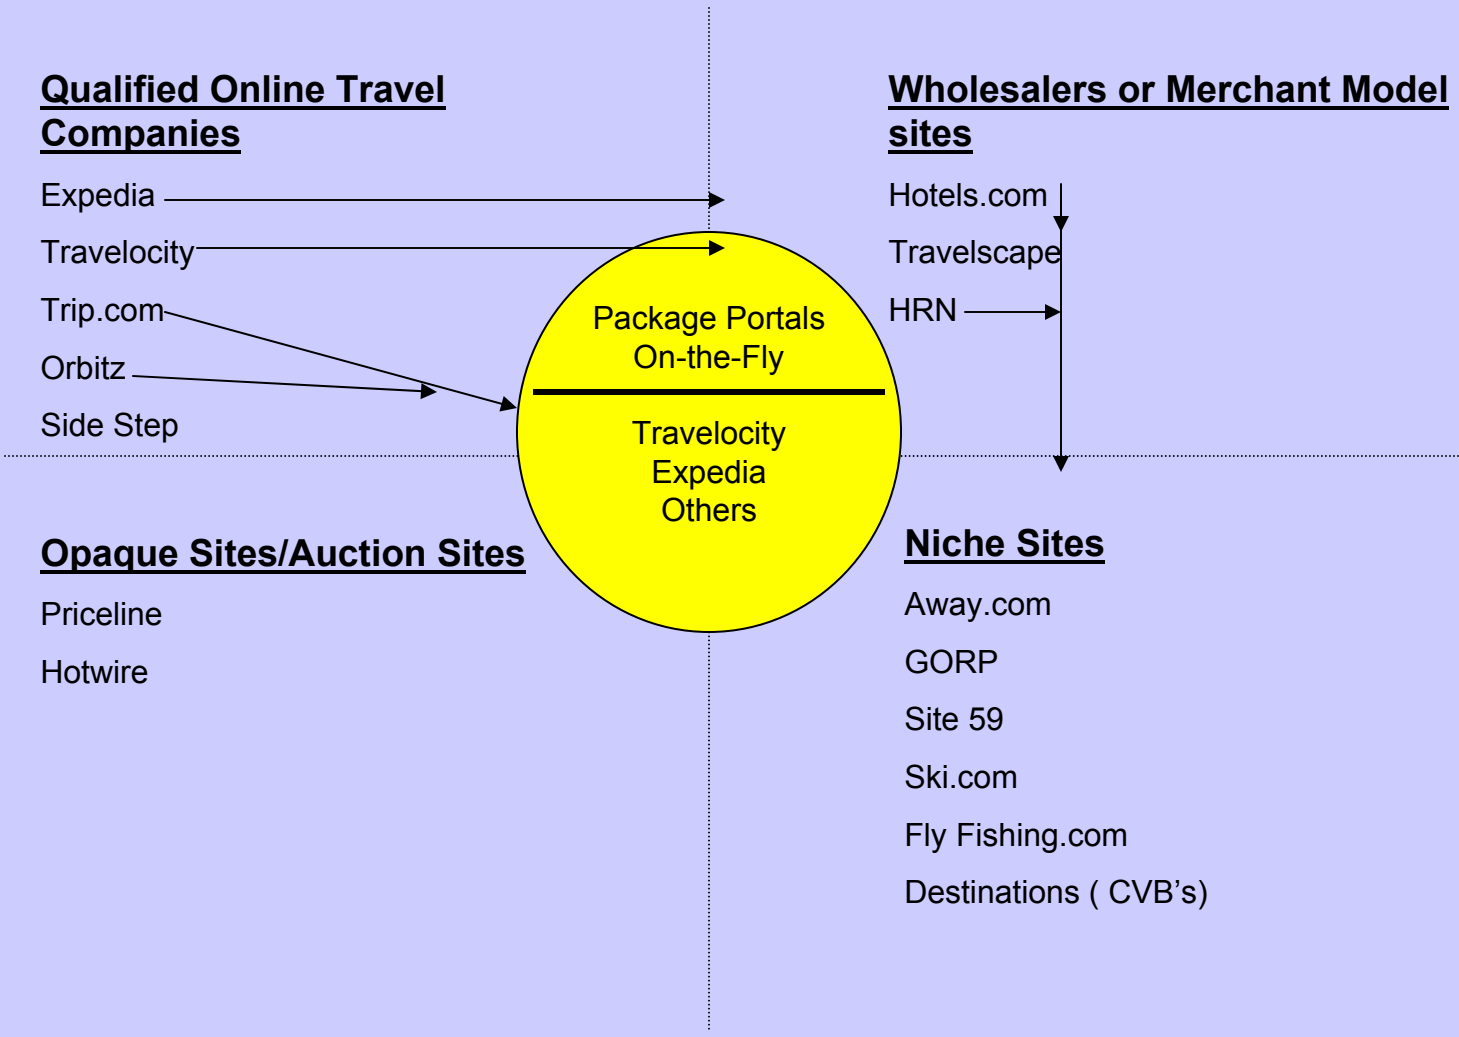 Qualified Online Travel
Companies
Expedia
Travelocity
Trip.com
Orbitz
Side Step
Wholesalers or Merchant Model
sites
Hotels.com
Travelscape
HRN
Package Portals
On-the-Fly
Travelocity
Expedia
Others
Opaque Sites/Auction Sites
Priceline
Hotwire
Niche Sites
Away.com
GORP
Site 59
Ski.com
Fly Fishing.com
Destinations ( CVB’s)